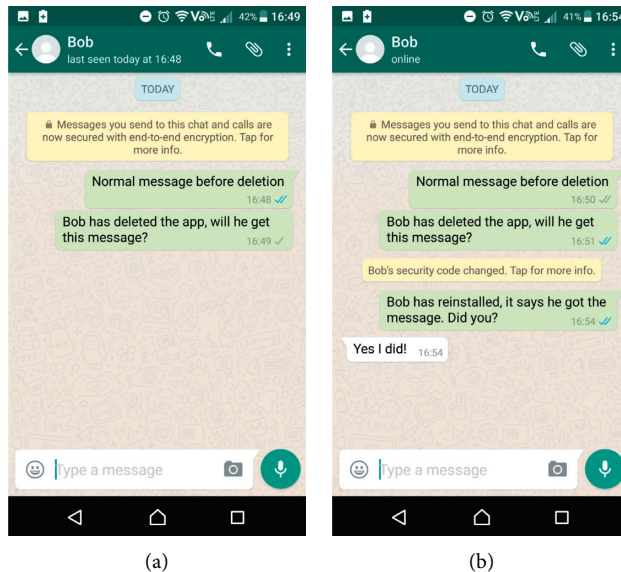 42% 16:49
Bob
last seen today at 16:48
TODAY
Messages you send to this chat and calls are
now secured with end-to-end encryption. Tap for
more info.
Normal message before deletion
16:48
Bob has deleted the app, will he get
this message?
16:49
Type a message
(a)
41% 16:54
Bob
online
TODAY
Messages you send to this chat and calls are
now secured with end-to-end encryption. Tap for
more info.
Normal message before deletion
16:50
Bob has deleted the app, will he get
this message?
16:51
Bob's security code changed. Tap for more info.
Bob has reinstalled, it says he got the
message. Did you?
16:54
Yes I did! 16:54
Type a message
(b)